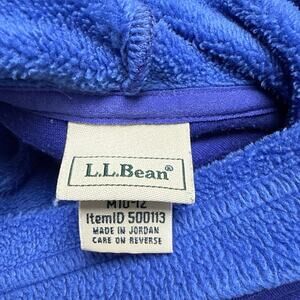 L.L.Bean®
M10-12
ItemID 500113
MADE IN JORDAN
CARE ON REVERSE